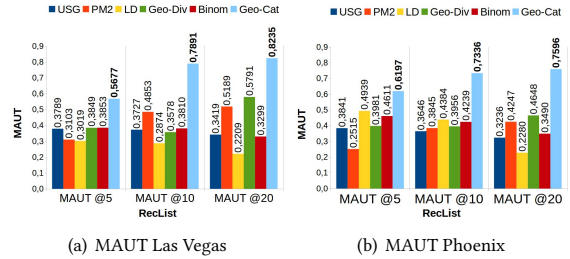 USG PM2 LD Geo-Div Binom Geo-Cat
MAUT
0,9
0,8
0,7
0,6
0,5
0,4
0,3
0,2
0,1
0,0
0,3789 0,3103 0,3019 0,3849 0,3853 0,5677
0,3727 0,4853 0,2874 0,3578 0,3810 0,7891
0,3419 0,5189 0,2209 0,5791 0,3299 0,8235
MAUT @5 MAUT @10 MAUT @20
RecList
(a) MAUT Las Vegas
USG PM2 LD Geo-Div Binom Geo-Cat
MAUT
0,9
0,8
0,7
0,6
0,5
0,4
0,3
0,2
0,1
0,0
0,3841 0,2515 0,4939 0,3981 0,4611 0,6197
0,3646 0,3845 0,4384 0,3956 0,4239 0,7336
0,3236 0,4247 0,2280 0,4648 0,3490 0,7596
MAUT @5 MAUT @10 MAUT @20
RecList
(b) MAUT Phoenix